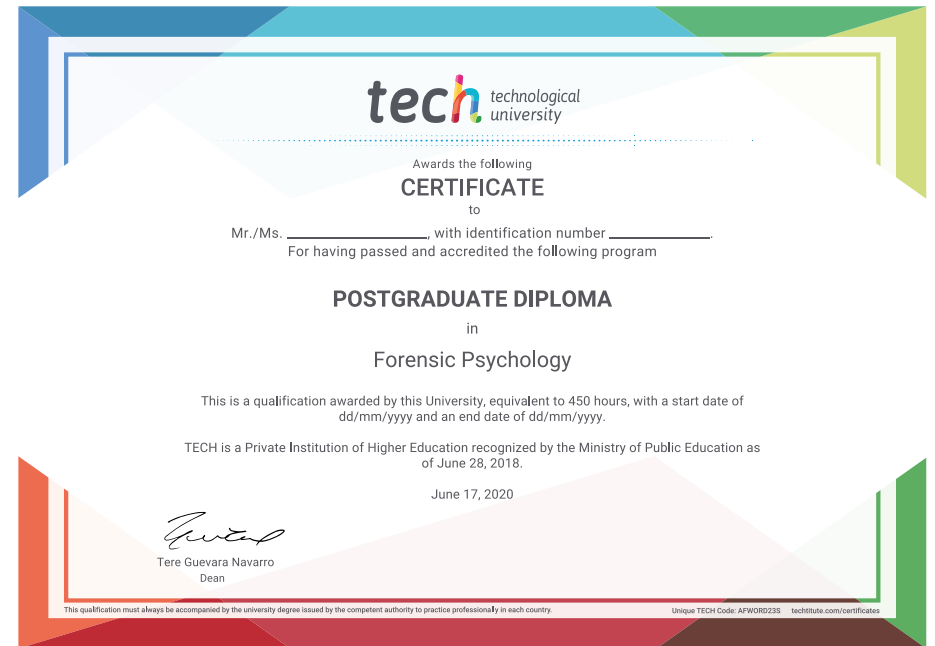 tech technological
university
Awards the following
CERTIFICATE
to
Mr./Ms. ____________________, with identification number ______________.
For having passed and accredited the following program
POSTGRADUATE DIPLOMA
in
Forensic Psychology
This is a qualification awarded by this University, equivalent to 450 hours, with a start date of
dd/mm/yyyy and an end date of dd/mm/yyyy.
TECH is a Private Institution of Higher Education recognized by the Ministry of Public Education as
of June 28, 2018.
June 17, 2020
Tere Guevara Navarro
Dean
This qualification must always be accompanied by the university degree issued by the competent authority to practice professionally in each country.
Unique TECH Code: AFWORD23S techtitute.com/certificates